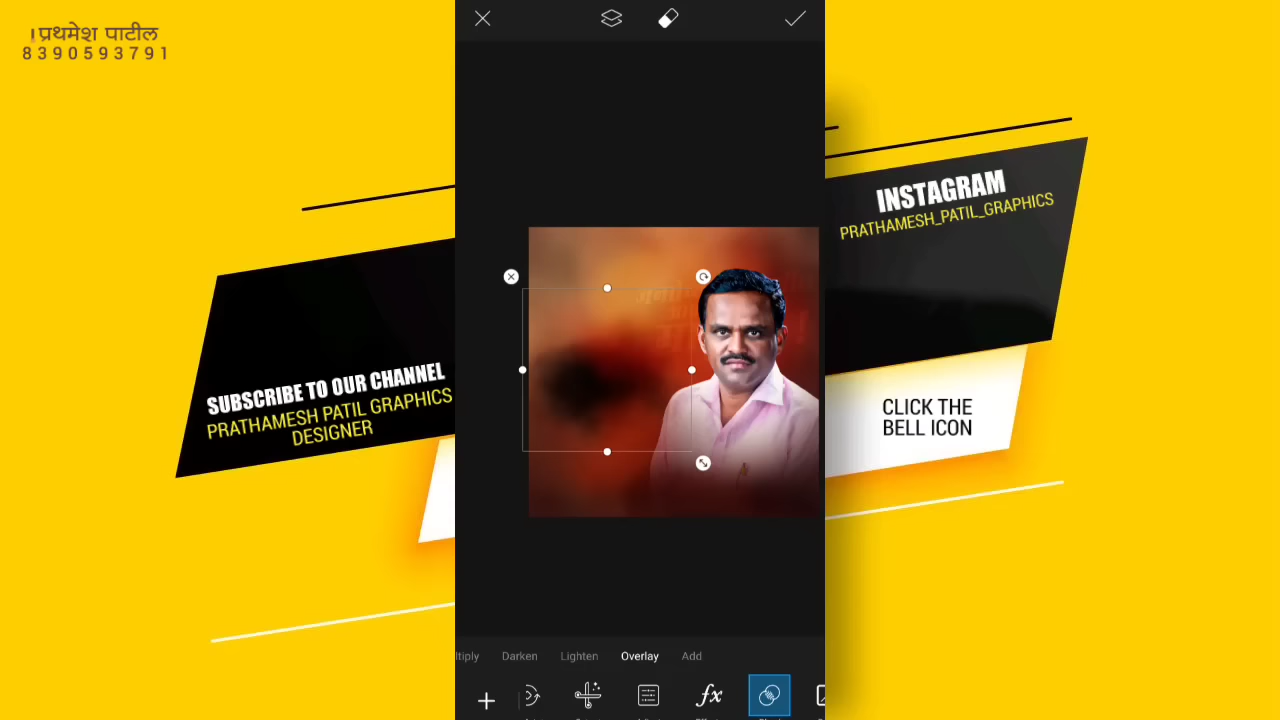 प्रथमेश पाटील
8390593791
INSTAGRAM
PRATHAMESH_PATIL_GRAPHICS
SUBSCRIBE TO OUR CHANNEL
PRATHAMESH PATIL GRAPHICS
DESIGNER
CLICK THE
BELL ICON
ltiply Darken Lighten Overlay Add
fx